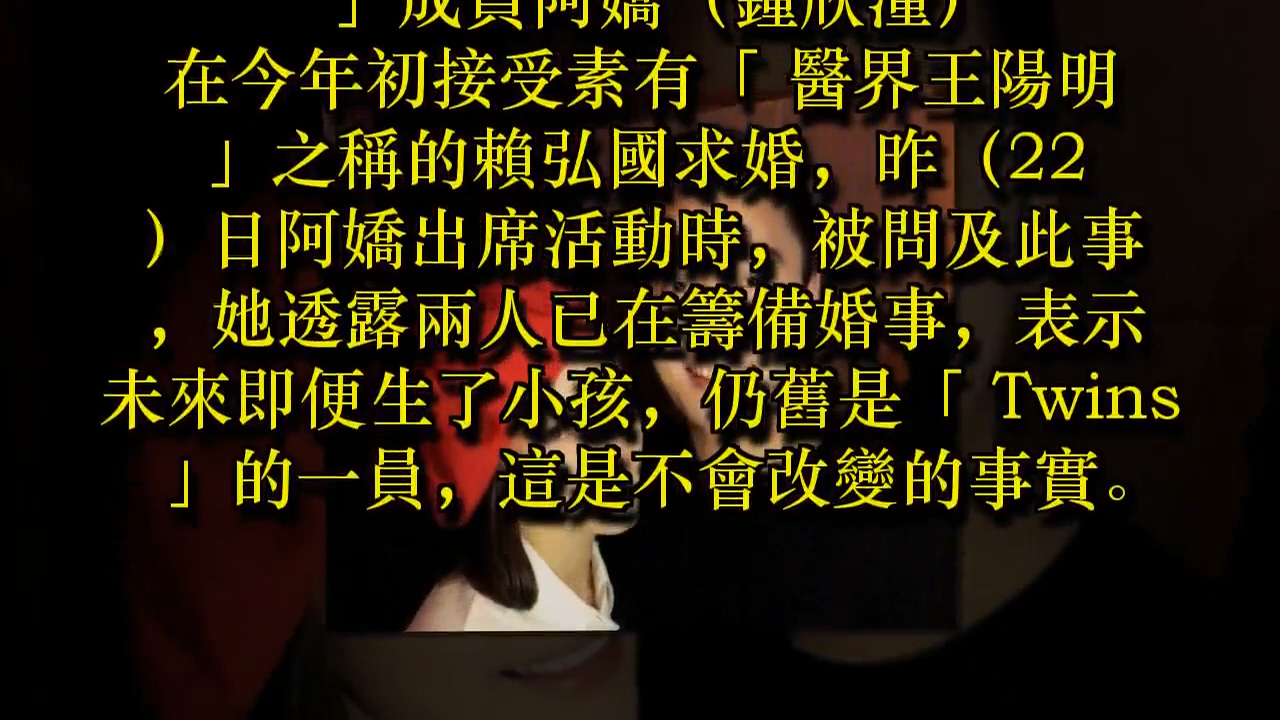 」成員阿嬌（鍾欣潼）
在今年初接受素有「 醫界王陽明
」之稱的賴弘國求婚，昨（22
）日阿嬌出席活動時，被問及此事
，她透露兩人已在籌備婚事，表示
未來即便生了小孩，仍舊是「 Twins
」的一員，這是不會改變的事實。